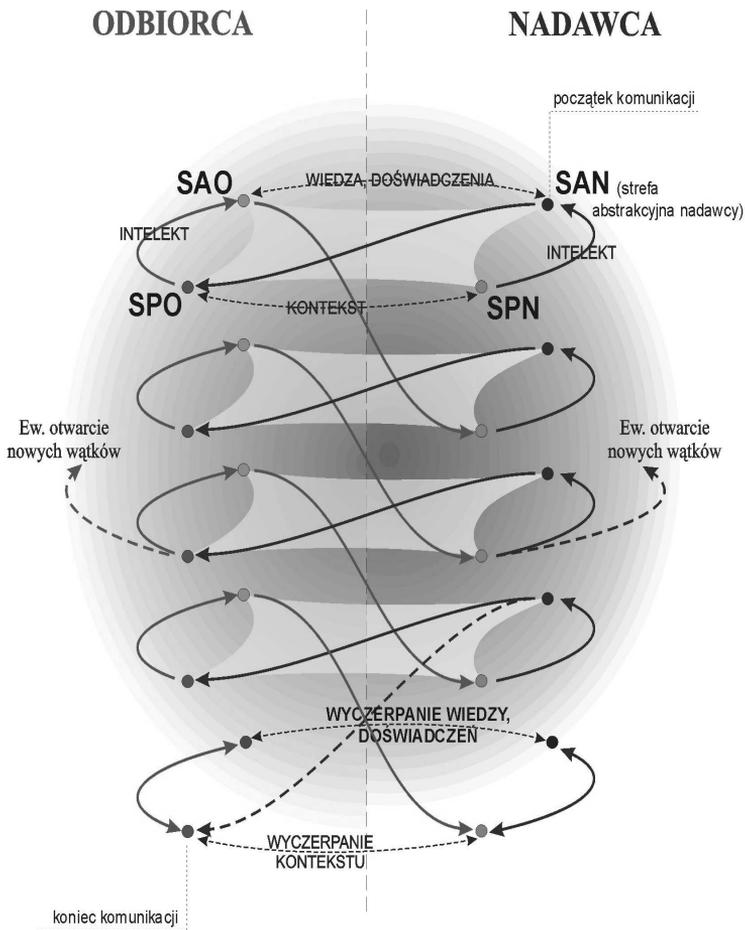 ODBIORCA
NADAWCA
początek komunikacji
SAO
WIEDZA, DOŚWIADCZENIA
SAN (strefa
abstrakcyjna nadawcy)
INTELEKT
INTELEKT
SPO
KONTEKST
SPN
Ew. otwarcie
nowych wątków
Ew. otwarcie
nowych wątków
WYCZERPANIE WIEDZY,
DOŚWIADCZEŃ
WYCZERPANIE
KONTEKSTU
koniec komunikacji